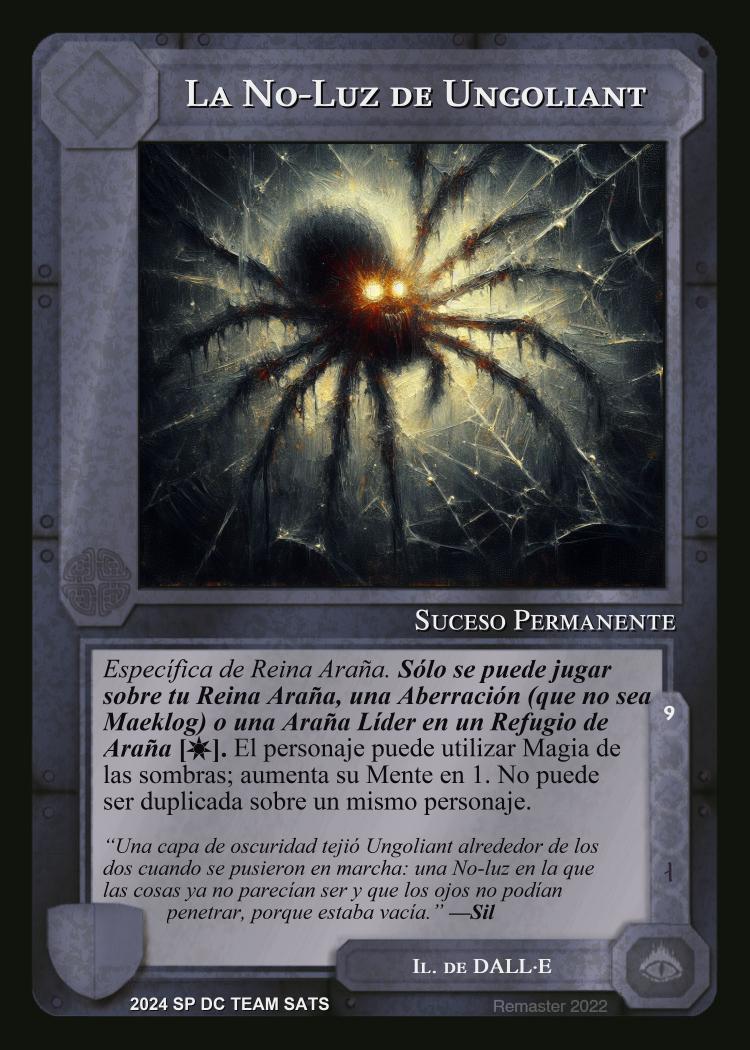 La No-Luz de Ungoliant
Suceso Permanente
Específica de Reina Araña. Sólo se puede jugar
sobre tu Reina Araña, una Aberración (que no sea
Maeklog) o una Araña Líder en un Refugio de
Araña [☀]. El personaje puede utilizar Magia de
las sombras; aumenta su Mente en 1. No puede
ser duplicada sobre un mismo personaje.
9
“Una capa de oscuridad tejió Ungoliant alrededor de los
dos cuando se pusieron en marcha: una No-luz en la que
las cosas ya no parecían ser y que los ojos no podían
penetrar, porque estaba vacía.” —Sil
Il. de DALL·E
2024 SP DC TEAM SATS
Remaster 2022